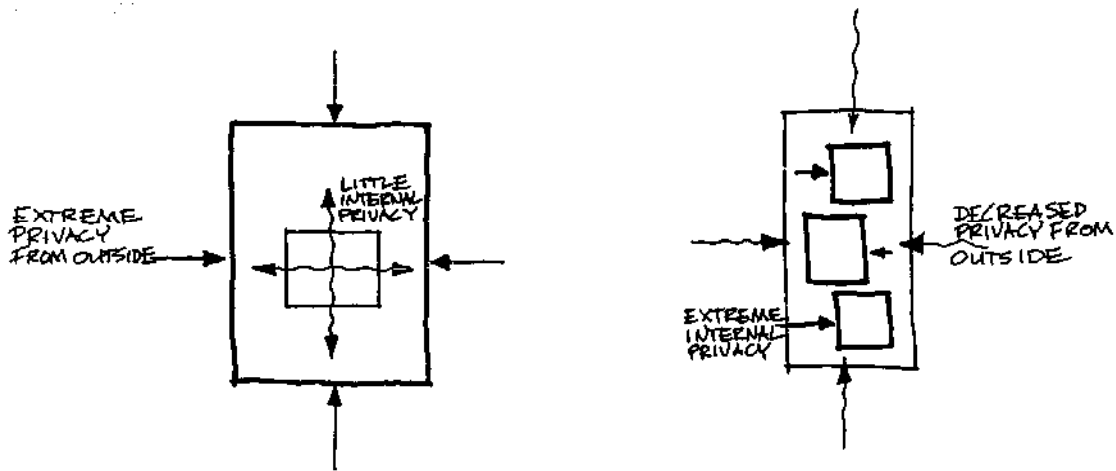 LITTLE
INTERNAL
PRIVACY
EXTREME
PRIVACY
FROM OUTSIDE
DECREASED
PRIVACY FROM
OUTSIDE
EXTREME
INTERNAL
PRIVACY